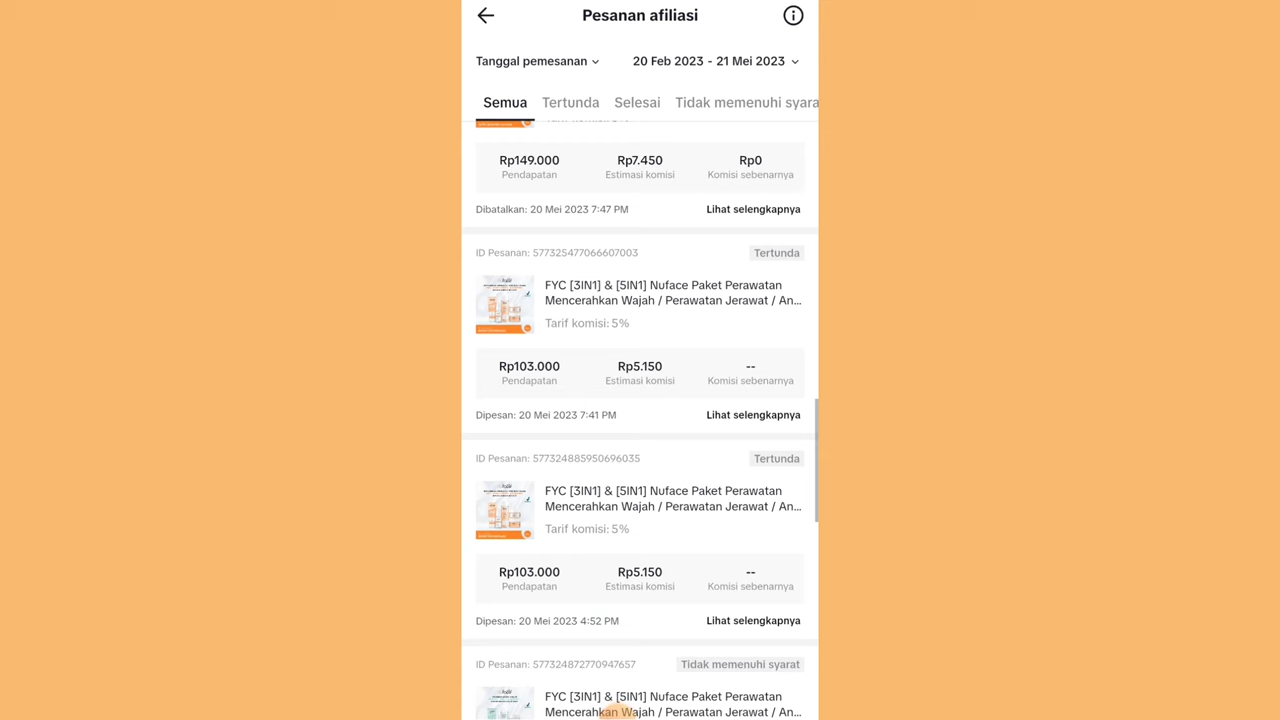 Pesanan afiliasi
Tanggal pemesanan
20 Feb 2023 - 21 Mei 2023
Semua Tertunda Selesai Tidak memenuhi syara
Rp149.000 Rp7.450 Rp0
Pendapatan Estimasi komisi Komisi sebenarnya
Dibatalkan: 20 Mei 2023 7:47 PM Lihat selengkapnya
ID Pesanan: 577325477066607003 Tertunda
FYC [3IN1] & [5IN1] Nuface Paket Perawatan
Mencerahkan Wajah / Perawatan Jerawat / An...
Tarif komisi: 5%
Rp103.000 Rp5.150 --
Pendapatan Estimasi komisi Komisi sebenarnya
Dipesan: 20 Mei 2023 7:41 PM Lihat selengkapnya
ID Pesanan: 577324885950696035 Tertunda
FYC [3IN1] & [5IN1] Nuface Paket Perawatan
Mencerahkan Wajah / Perawatan Jerawat / An...
Tarif komisi: 5%
Rp103.000 Rp5.150 --
Pendapatan Estimasi komisi Komisi sebenarnya
Dipesan: 20 Mei 2023 4:52 PM Lihat selengkapnya
ID Pesanan: 577324872770947657 Tidak memenuhi syarat
FYC [3IN1] & [5IN1] Nuface Paket Perawatan
Mencerahkan Wajah / Perawatan Jerawat / An...